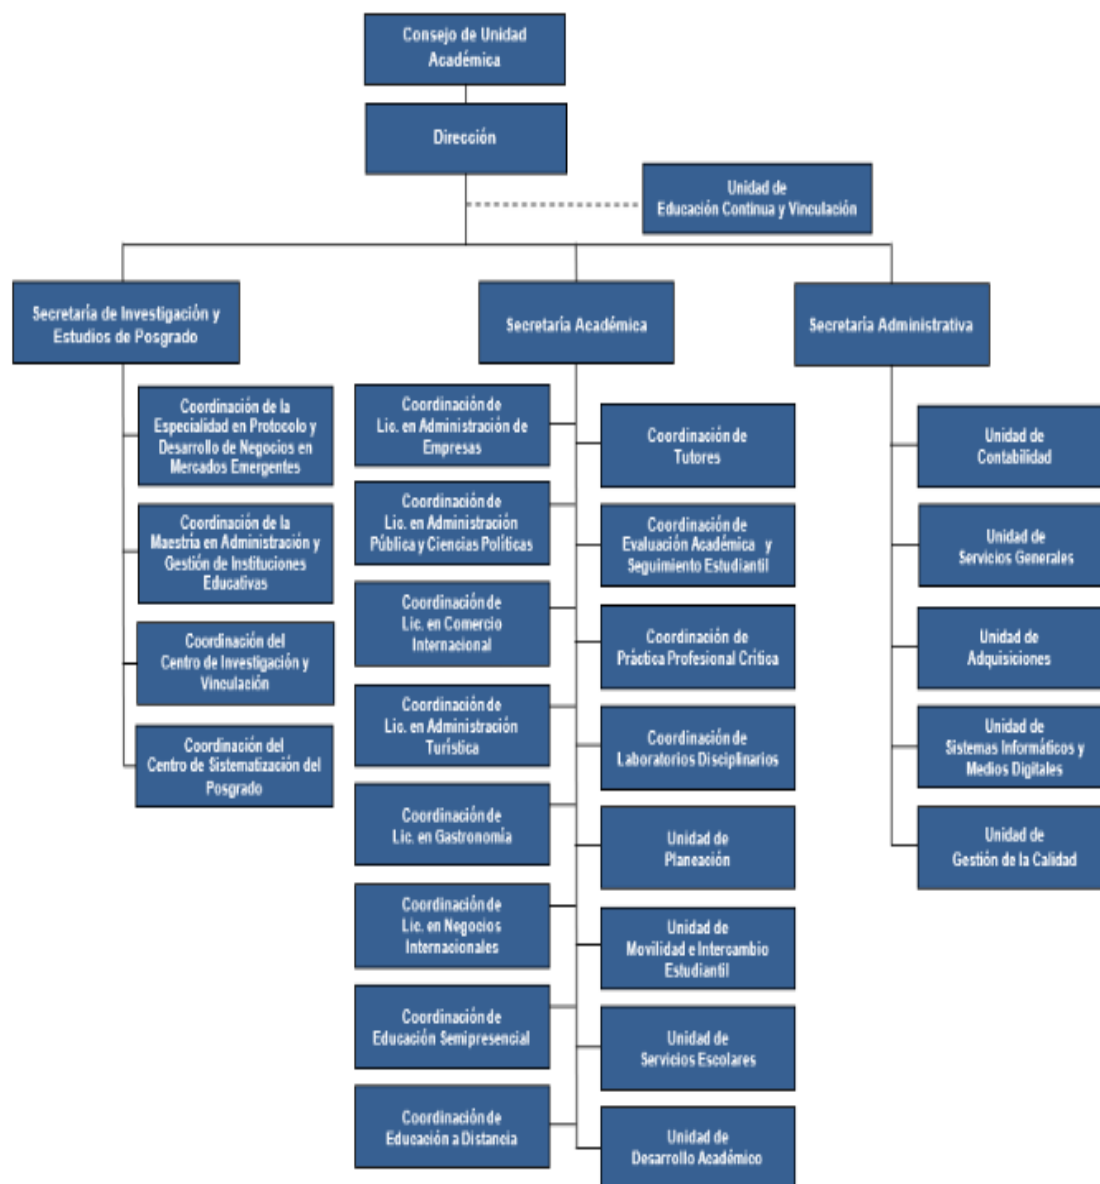 Consejo de Unidad
Académica
Dirección
Unidad de
Educación Continua y Vinculación
Secretaría de Investigación y
Estudios de Posgrado
Secretaría Académica
Secretaría Administrativa
Coordinación de la
Especialidad en Protocolo y
Desarrollo de Negocios en
Mercados Emergentes
Coordinación de la
Maestría en Administración y
Gestión de Instituciones
Educativas
Coordinación del
Centro de Investigación y
Vinculación
Coordinación del
Centro de Sistematización del
Posgrado
Coordinación de
Lic. en Administración de
Empresas
Coordinación de
Lic. en Administración
Pública y Ciencias Políticas
Coordinación de
Lic. en Comercio
Internacional
Coordinación de
Lic. en Administración
Turística
Coordinación de
Lic. en Gastronomía
Coordinación de
Lic. en Negocios
Internacionales
Coordinación de
Educación Semipresencial
Coordinación de
Educación a Distancia
Coordinación de
Tutores
Coordinación de
Evaluación Académica y
Seguimiento Estudiantil
Coordinación de
Práctica Profesional Crítica
Coordinación de
Laboratorios Disciplinarios
Unidad de
Planeación
Unidad de
Movilidad e Intercambio
Estudiantil
Unidad de
Servicios Escolares
Unidad de
Desarrollo Académico
Unidad de
Contabilidad
Unidad de
Servicios Generales
Unidad de
Adquisiciones
Unidad de
Sistemas Informáticos y
Medios Digitales
Unidad de
Gestión de la Calidad